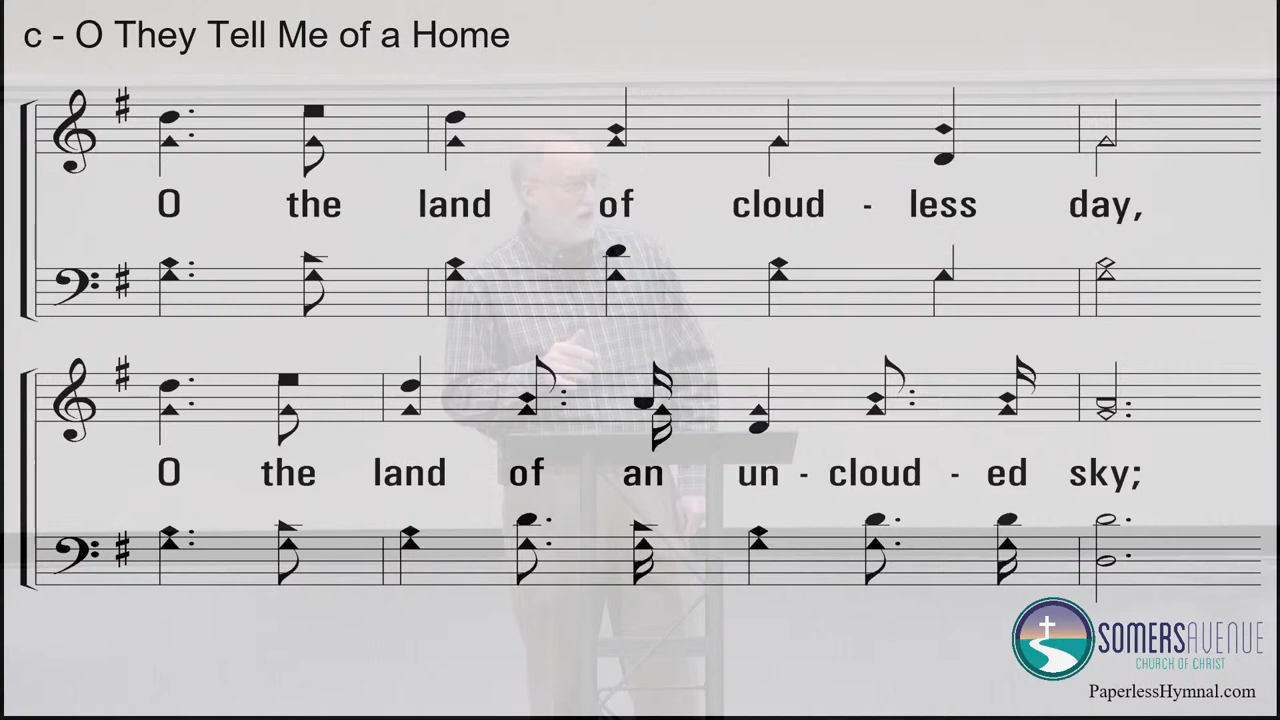 c - O They Tell Me of a Home
O the land of cloud - less day,
O the land of an un - cloud - ed sky;
SOMERSAVENUE
CHURCH OF CHRIST
PaperlessHymnal.com